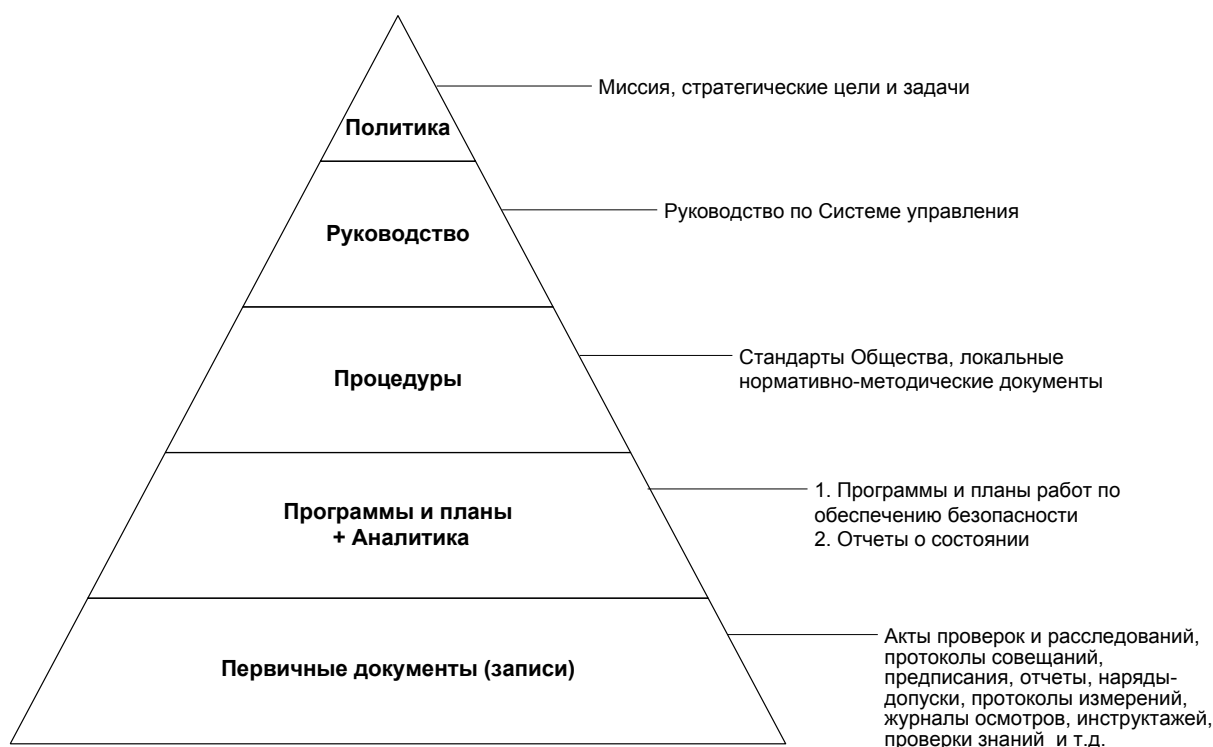 Миссия, стратегические цели и задачи
Политика
Руководство по Системе управления
Руководство
Стандарты Общества, локальные
нормативно-методические документы
Процедуры
1. Программы и планы работ по
обеспечению безопасности
2. Отчеты о состоянии
Программы и планы
+ Аналитика
Акты проверок и расследований,
протоколы совещаний,
предписания, отчеты, наряды-
допуски, протоколы измерений,
журналы осмотров, инструктажей,
проверки знаний и т.д.
Первичные документы (записи)